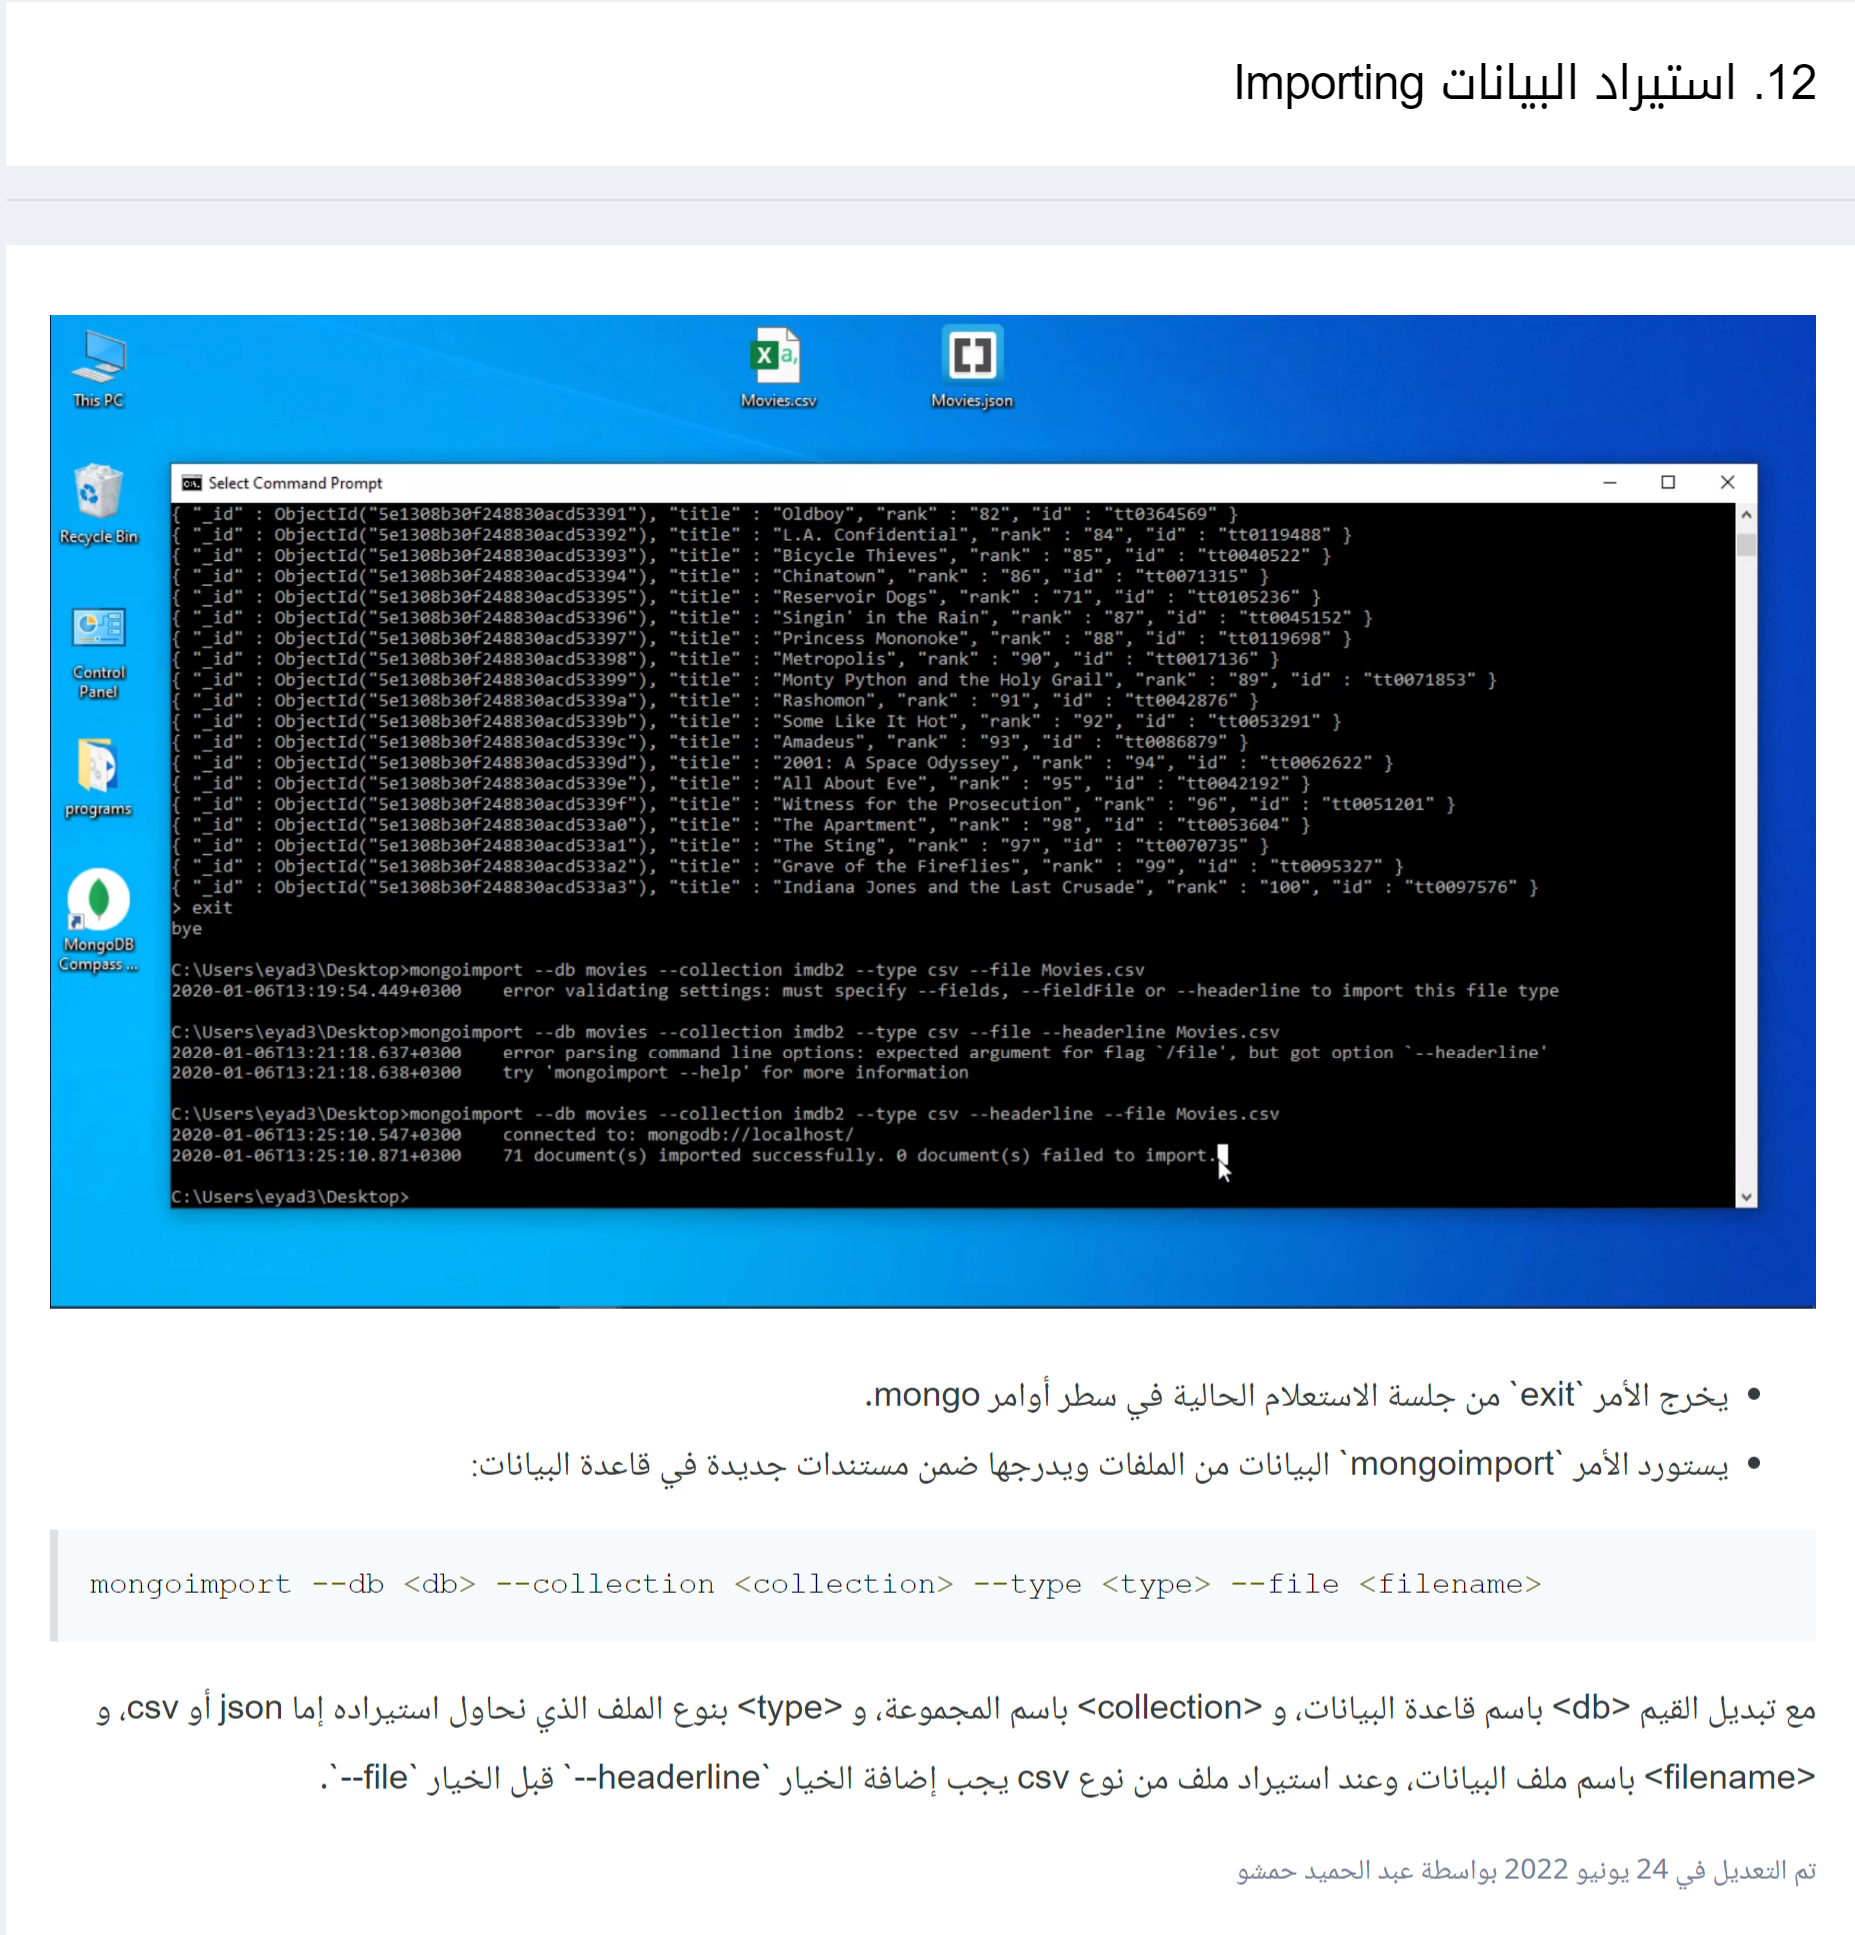 12. استيراد البيانات Importing
This PC
Movies.csv
Movies.json
Recycle Bin
Control
Panel
programs
MongoDB
Compass ...
Select Command Prompt
{ "_id" : ObjectId("5e1308b30f248830acd53391"), "title" : "Oldboy", "rank" : "82", "id" : "tt0364569" }
{ "_id" : ObjectId("5e1308b30f248830acd53392"), "title" : "L.A. Confidential", "rank" : "84", "id" : "tt0119488" }
{ "_id" : ObjectId("5e1308b30f248830acd53393"), "title" : "Bicycle Thieves", "rank" : "85", "id" : "tt0040522" }
{ "_id" : ObjectId("5e1308b30f248830acd53394"), "title" : "Chinatown", "rank" : "86", "id" : "tt0071315" }
{ "_id" : ObjectId("5e1308b30f248830acd53395"), "title" : "Reservoir Dogs", "rank" : "71", "id" : "tt0105236" }
{ "_id" : ObjectId("5e1308b30f248830acd53396"), "title" : "Singin' in the Rain", "rank" : "87", "id" : "tt0045152" }
{ "_id" : ObjectId("5e1308b30f248830acd53397"), "title" : "Princess Mononoke", "rank" : "88", "id" : "tt0119698" }
{ "_id" : ObjectId("5e1308b30f248830acd53398"), "title" : "Metropolis", "rank" : "90", "id" : "tt0017136" }
{ "_id" : ObjectId("5e1308b30f248830acd53399"), "title" : "Monty Python and the Holy Grail", "rank" : "89", "id" : "tt0071853" }
{ "_id" : ObjectId("5e1308b30f248830acd5339a"), "title" : "Rashomon", "rank" : "91", "id" : "tt0042876" }
{ "_id" : ObjectId("5e1308b30f248830acd5339b"), "title" : "Some Like It Hot", "rank" : "92", "id" : "tt0053291" }
{ "_id" : ObjectId("5e1308b30f248830acd5339c"), "title" : "Amadeus", "rank" : "93", "id" : "tt0086879" }
{ "_id" : ObjectId("5e1308b30f248830acd5339d"), "title" : "2001: A Space Odyssey", "rank" : "94", "id" : "tt0062622" }
{ "_id" : ObjectId("5e1308b30f248830acd5339e"), "title" : "All About Eve", "rank" : "95", "id" : "tt0042192" }
{ "_id" : ObjectId("5e1308b30f248830acd5339f"), "title" : "Witness for the Prosecution", "rank" : "96", "id" : "tt0051201" }
{ "_id" : ObjectId("5e1308b30f248830acd533a0"), "title" : "The Apartment", "rank" : "98", "id" : "tt0053604" }
{ "_id" : ObjectId("5e1308b30f248830acd533a1"), "title" : "The Sting", "rank" : "97", "id" : "tt0070735" }
{ "_id" : ObjectId("5e1308b30f248830acd533a2"), "title" : "Grave of the Fireflies", "rank" : "99", "id" : "tt0095327" }
{ "_id" : ObjectId("5e1308b30f248830acd533a3"), "title" : "Indiana Jones and the Last Crusade", "rank" : "100", "id" : "tt0097576" }
> exit
bye
C:\Users\eyad3\Desktop>mongoimport --db movies --collection imdb2 --type csv --file Movies.csv
2020-01-06T13:19:54.449+0300    error validating settings: must specify --fields, --fieldFile or --headerline to import this file type
C:\Users\eyad3\Desktop>mongoimport --db movies --collection imdb2 --type csv --file --headerline Movies.csv
2020-01-06T13:21:18.637+0300    error parsing command line options: expected argument for flag `/file', but got option `--headerline'
2020-01-06T13:21:18.638+0300    try 'mongoimport --help' for more information
C:\Users\eyad3\Desktop>mongoimport --db movies --collection imdb2 --type csv --headerline --file Movies.csv
2020-01-06T13:25:10.547+0300    connected to: mongodb://localhost/
2020-01-06T13:25:10.871+0300    71 document(s) imported successfully. 0 document(s) failed to import.
C:\Users\eyad3\Desktop>
• يخرج الأمر `exit` من جلسة الاستعلام الحالية في سطر أوامر mongo.
• يستورد الأمر `mongoimport` البيانات من الملفات ويدرجها ضمن مستندات جديدة في قاعدة البيانات:
mongoimport --db <db> --collection <collection> --type <type> --file <filename>
مع تبديل القيم <db> باسم قاعدة البيانات، و <collection> باسم المجموعة، و <type> بنوع الملف الذي نحاول استيراده إما json أو csv، و
<filename> باسم ملف البيانات، وعند استيراد ملف من نوع csv يجب إضافة الخيار `--headerline` قبل الخيار `--file`.
تم التعديل في 24 يونيو 2022 بواسطة عبد الحميد حمشو